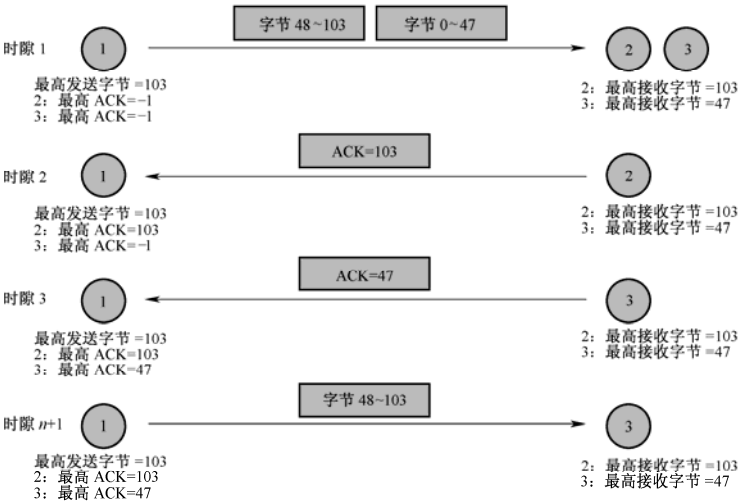 字节 48~103 字节 0~47
时隙 1 1 2 3
最高发送字节 =103
2：最高 ACK=−1
3：最高 ACK=−1
2：最高接收字节 =103
3：最高接收字节 =47
ACK=103
时隙 2 1 2
最高发送字节 =103
2：最高 ACK=103
3：最高 ACK=−1
2：最高接收字节 =103
3：最高接收字节 =47
ACK=47
时隙 3 1 3
最高发送字节 =103
2：最高 ACK=103
3：最高 ACK=47
2：最高接收字节 =103
3：最高接收字节 =47
字节 48~103
时隙 n+1 1 3
最高发送字节 =103
2：最高 ACK=103
3：最高 ACK=47
2：最高接收字节 =103
3：最高接收字节 =47